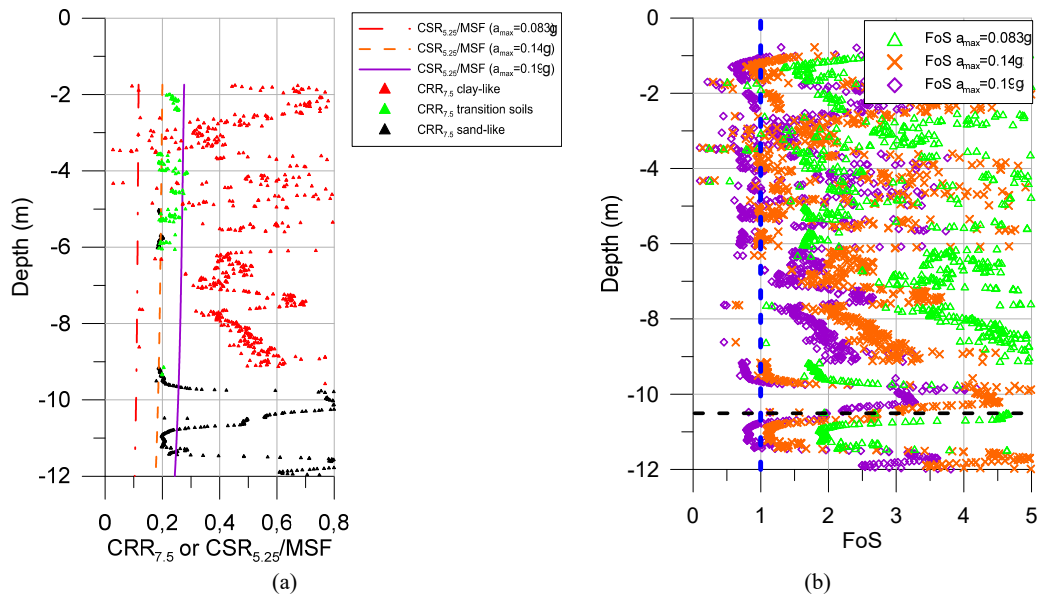 0
-2
-4
-6
-8
-10
-12
Depth (m)
0
0,2
0,4
0,6
0,8
CRR7.5 or CSR5.25/MSF
(a)
CSR5.25/MSF (amax=0.083g)
CSR5.25/MSF (amax=0.14g)
CSR5.25/MSF (amax=0.19g)
CRR7.5 clay-like
CRR7.5 transition soils
CRR7.5 sand-like
0
-2
-4
-6
-8
-10
-12
Depth (m)
0
1
2
3
4
5
FoS
(b)
FoS amax=0.083g
FoS amax=0.14g
FoS amax=0.19g